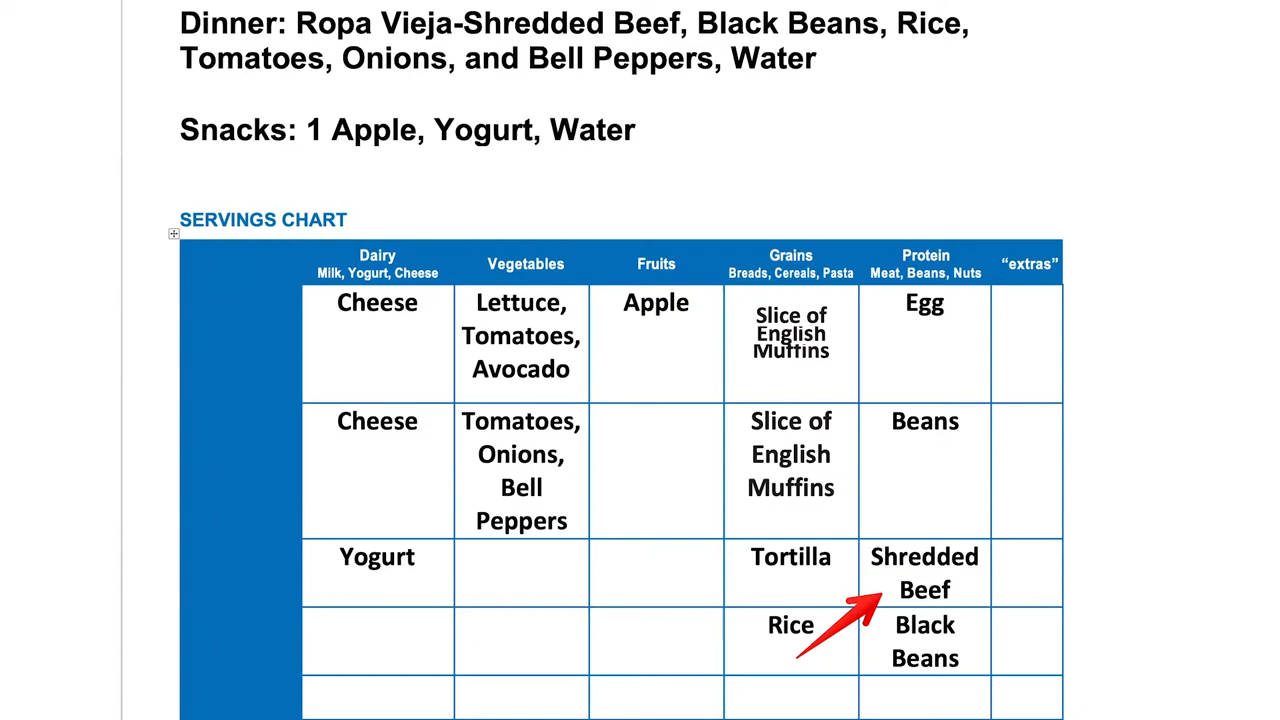 Dinner: Ropa Vieja-Shredded Beef, Black Beans, Rice,
Tomatoes, Onions, and Bell Peppers, Water
Snacks: 1 Apple, Yogurt, Water
SERVINGS CHART
Dairy
Milk, Yogurt, Cheese
Vegetables
Fruits
Grains
Breads, Cereals, Pasta
Protein
Meat, Beans, Nuts
“extras”
Cheese
Lettuce,
Tomatoes,
Avocado
Apple
Slice of
English
Muffins
Egg
Cheese
Tomatoes,
Onions,
Bell
Peppers
Slice of
English
Muffins
Beans
Yogurt
Tortilla
Shredded
Beef
Rice
Black
Beans